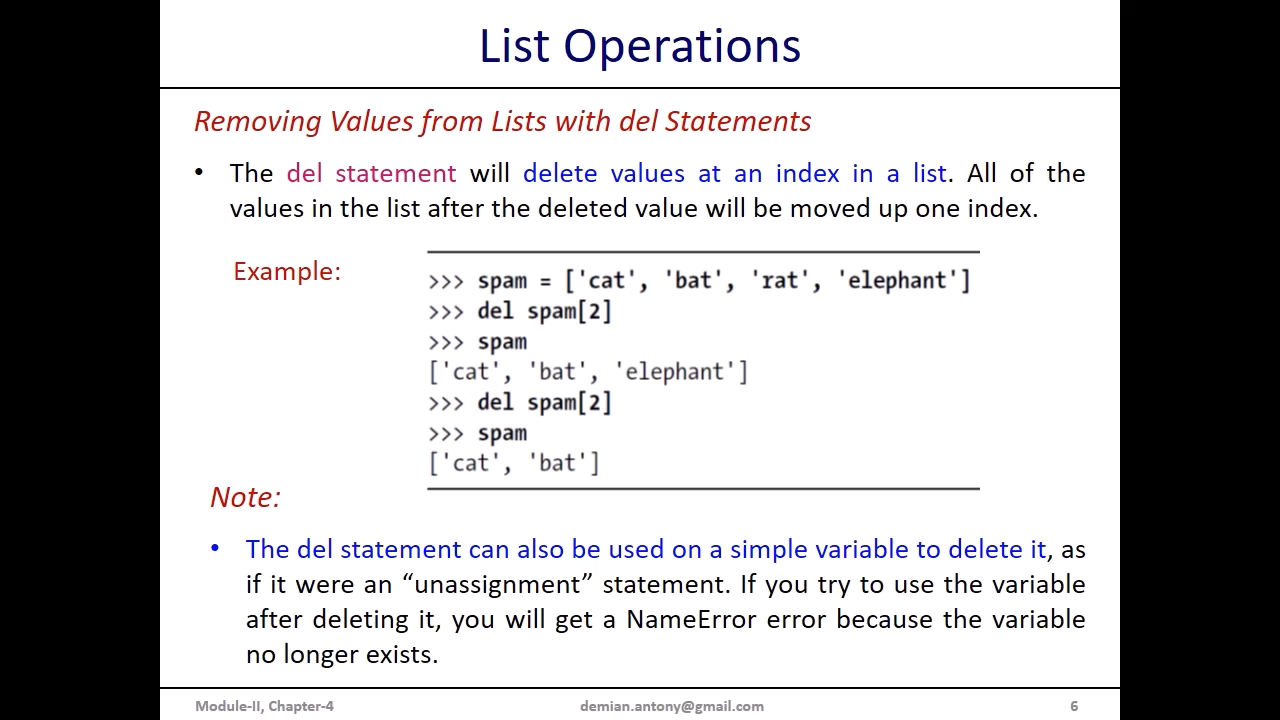 List Operations
Removing Values from Lists with del Statements
• The del statement will delete values at an index in a list. All of the
values in the list after the deleted value will be moved up one index.
Example:
>>> spam = ['cat', 'bat', 'rat', 'elephant']
>>> del spam[2]
>>> spam
['cat', 'bat', 'elephant']
>>> del spam[2]
>>> spam
['cat', 'bat']
Note:
• The del statement can also be used on a simple variable to delete it, as
if it were an “unassignment” statement. If you try to use the variable
after deleting it, you will get a NameError error because the variable
no longer exists.
Module-II, Chapter-4 demian.antony@gmail.com 6